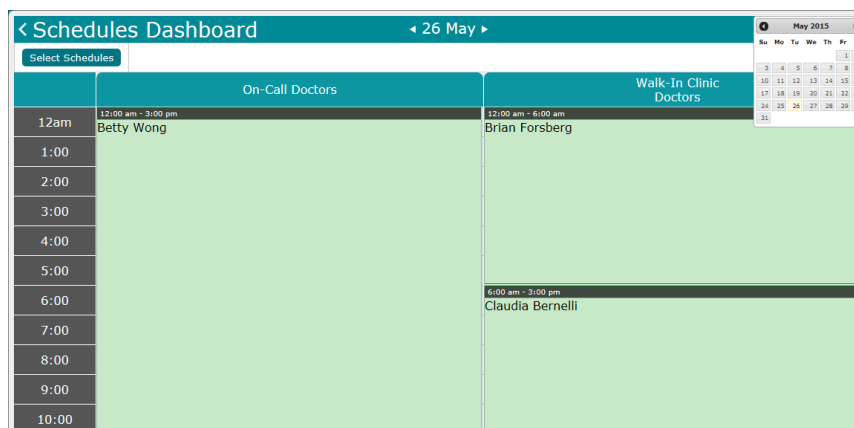 Schedules Dashboard
26 May
May 2015
Su Mo Tu We Th Fr
1
3 4 5 6 7 8
10 11 12 13 14 15
17 18 19 20 21 22
24 25 26 27 28 29
31
Select Schedules
On-Call Doctors
Walk-In Clinic
Doctors
12am
12:00 am - 3:00 pm
Betty Wong
12:00 am - 6:00 am
Brian Forsberg
1:00
2:00
3:00
4:00
5:00
6:00
6:00 am - 3:00 pm
Claudia Bernelli
7:00
8:00
9:00
10:00